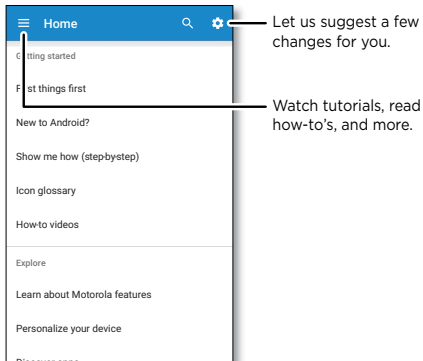 Home
Let us suggest a few
changes for you.
Getting started
First things first
Watch tutorials, read
how-to's, and more.
New to Android?
Show me how (step-by-step)
Icon glossary
How-to videos
Explore
Learn about Motorola features
Personalize your device
Discover apps